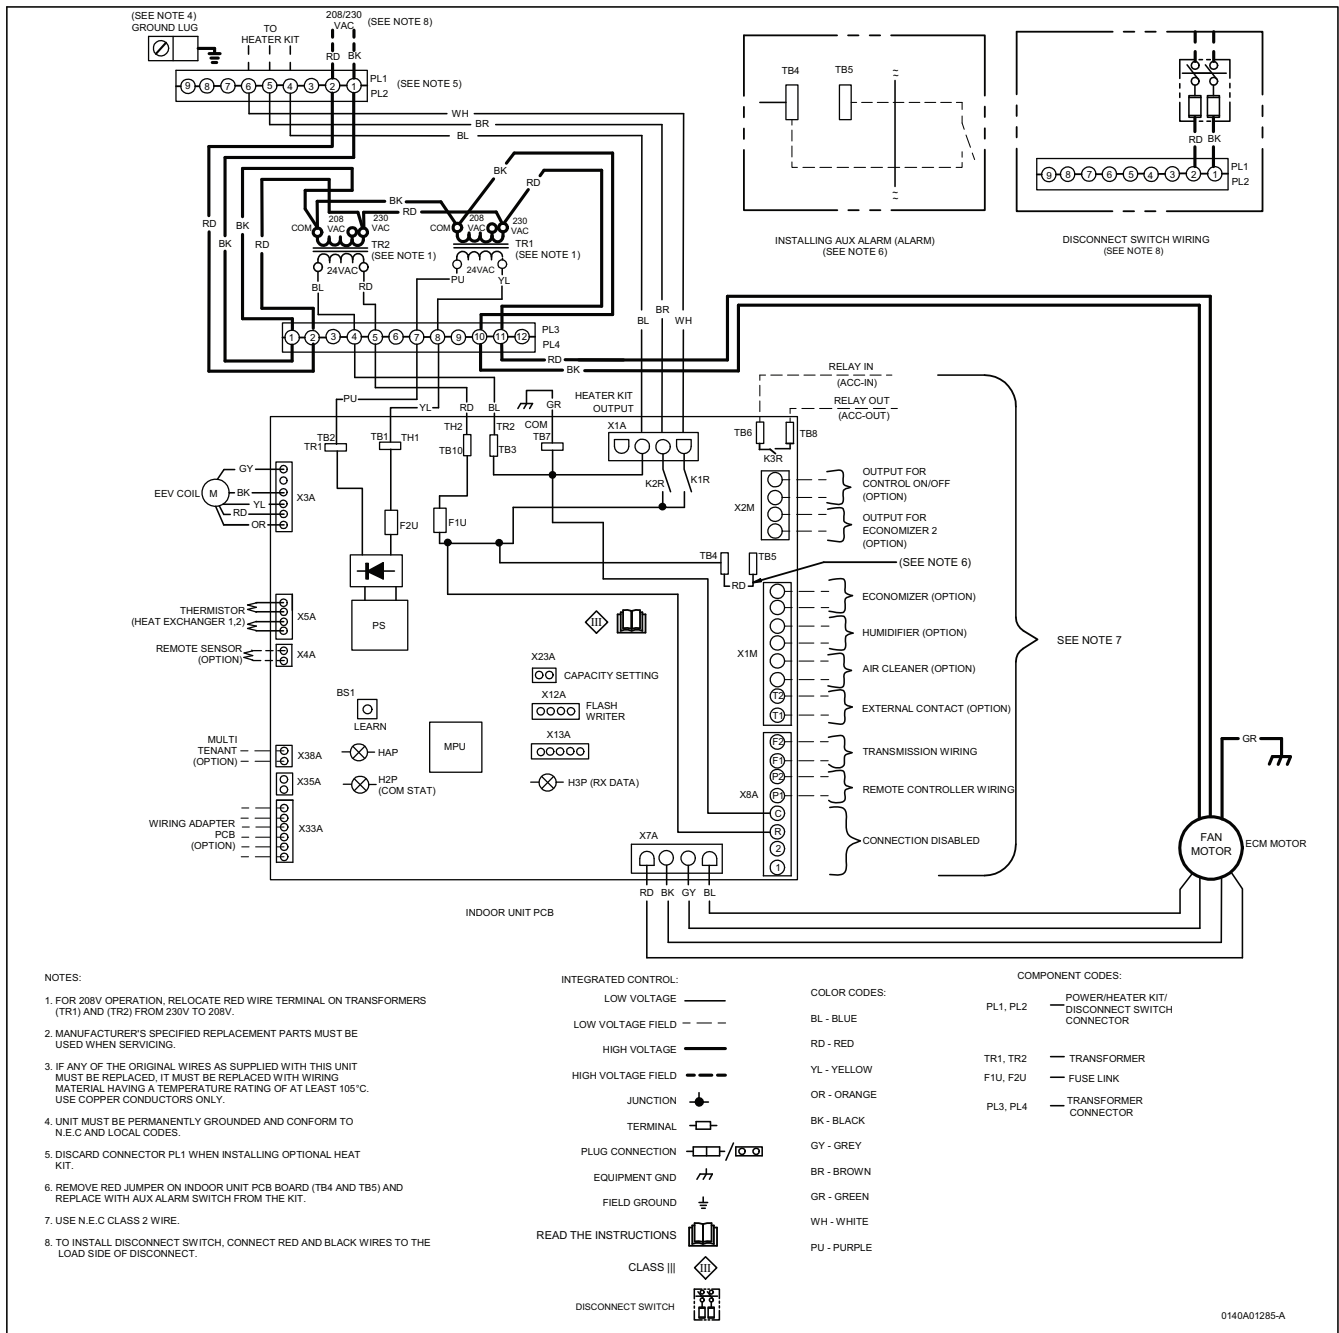 (SEE NOTE 4)
GROUND LUG
TO
HEATER KIT
208/230
VAC
(SEE NOTE 8)
RD BK
9 8 7 6 5 4 3 2 1
PL1
PL2
(SEE NOTE 5)
WH
BR
BL
TB4 TB5
INSTALLING AUX ALARM (ALARM)
(SEE NOTE 6)
RD BK
9 8 7 6 5 4 3 2 1
PL1
PL2
DISCONNECT SWITCH WIRING
(SEE NOTE 8)
BK
RD
BK
RD
RD
BK
BK
RD
COM
208
VAC
230
VAC
TR2
(SEE NOTE 1)
24VAC
BL
RD
COM
208
VAC
230
VAC
TR1
(SEE NOTE 1)
24VAC
PU
YL
BL
BR
WH
1 2 3 4 5 6 7 8 9 10 11 12
PL3
PL4
RD
BK
PU
YL
RD
BL
GR
HEATER KIT
OUTPUT
X1A
TB2
TR1
TB1
TH1
TH2
TB10
TR2
TB3
COM
TB7
K2R
K1R
RELAY IN
(ACC-IN)
RELAY OUT
(ACC-OUT)
TB6
TB8
K3R
X2M
OUTPUT FOR
CONTROL ON/OFF
(OPTION)
OUTPUT FOR
ECONOMIZER 2
(OPTION)
EEV COIL
M
GY
BK
YL
RD
OR
X3A
F2U
F1U
TB4
TB5
RD
(SEE NOTE 6)
PS
THERMISTOR
(HEAT EXCHANGER 1,2)
X5A
REMOTE SENSOR
(OPTION)
X4A
III
X1M
ECONOMIZER (OPTION)
HUMIDIFIER (OPTION)
AIR CLEANER (OPTION)
T2
T1
EXTERNAL CONTACT (OPTION)
SEE NOTE 7
X23A
CAPACITY SETTING
X12A
FLASH
WRITER
X13A
BS1
LEARN
MPU
HAP
H2P
(COM STAT)
H3P (RX DATA)
MULTI
TENANT
(OPTION)
X38A
X35A
WIRING ADAPTER
PCB
(OPTION)
X33A
X8A
F2
F1
P2
P1
C
R
2
1
TRANSMISSION WIRING
REMOTE CONTROLLER WIRING
CONNECTION DISABLED
X7A
RD BK GY BL
GR
FAN
MOTOR
ECM MOTOR
INDOOR UNIT PCB
NOTES:
1. FOR 208V OPERATION, RELOCATE RED WIRE TERMINAL ON TRANSFORMERS
(TR1) AND (TR2) FROM 230V TO 208V.
2. MANUFACTURER'S SPECIFIED REPLACEMENT PARTS MUST BE
USED WHEN SERVICING.
3. IF ANY OF THE ORIGINAL WIRES AS SUPPLIED WITH THIS UNIT
MUST BE REPLACED, IT MUST BE REPLACED WITH WIRING
MATERIAL HAVING A TEMPERATURE RATING OF AT LEAST 105°C.
USE COPPER CONDUCTORS ONLY.
4. UNIT MUST BE PERMANENTLY GROUNDED AND CONFORM TO
N.E.C AND LOCAL CODES.
5. DISCARD CONNECTOR PL1 WHEN INSTALLING OPTIONAL HEAT
KIT.
6. REMOVE RED JUMPER ON INDOOR UNIT PCB BOARD (TB4 AND TB5) AND
REPLACE WITH AUX ALARM SWITCH FROM THE KIT.
7. USE N.E.C CLASS 2 WIRE.
8. TO INSTALL DISCONNECT SWITCH, CONNECT RED AND BLACK WIRES TO THE
LOAD SIDE OF DISCONNECT.
INTEGRATED CONTROL:
LOW VOLTAGE
LOW VOLTAGE FIELD
HIGH VOLTAGE
HIGH VOLTAGE FIELD
JUNCTION
TERMINAL
PLUG CONNECTION
EQUIPMENT GND
FIELD GROUND
READ THE INSTRUCTIONS
CLASS |||
III
DISCONNECT SWITCH
COLOR CODES:
BL - BLUE
RD - RED
YL - YELLOW
OR - ORANGE
BK - BLACK
GY - GREY
BR - BROWN
GR - GREEN
WH - WHITE
PU - PURPLE
COMPONENT CODES:
PL1, PL2 — POWER/HEATER KIT/
DISCONNECT SWITCH
CONNECTOR
TR1, TR2 — TRANSFORMER
F1U, F2U — FUSE LINK
PL3, PL4 — TRANSFORMER
CONNECTOR
0140A01285-A